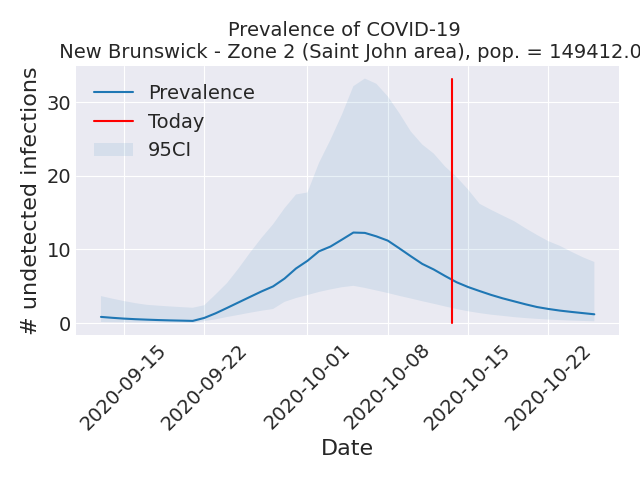 Prevalence of COVID-19
New Brunswick - Zone 2 (Saint John area), pop. = 149412.0
# undetected infections
30
20
10
0
Prevalence
Today
95CI
2020-09-15
2020-09-22
2020-10-01
2020-10-08
2020-10-15
2020-10-22
Date